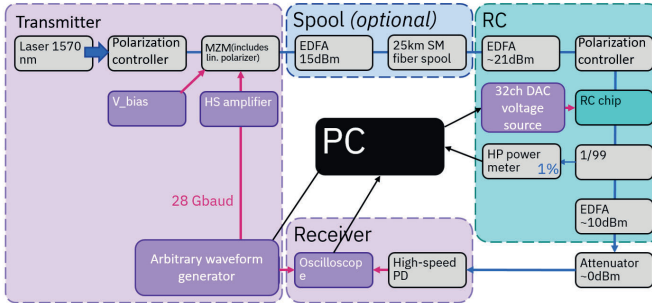 Transmitter
Laser 1570
nm
Polarization
controller
MZM(includes
lin. polarizer)
V_bias
HS amplifier
28 Gbaud
Arbitrary waveform
generator
Spool (optional)
EDFA
15dBm
25km SM
fiber spool
RC
EDFA
~21dBm
Polarization
controller
32ch DAC
voltage
source
RC chip
HP power
meter
1%
1/99
EDFA
~10dBm
Attenuator
~0dBm
PC
Receiver
Oscilloscop
e
High-speed
PD